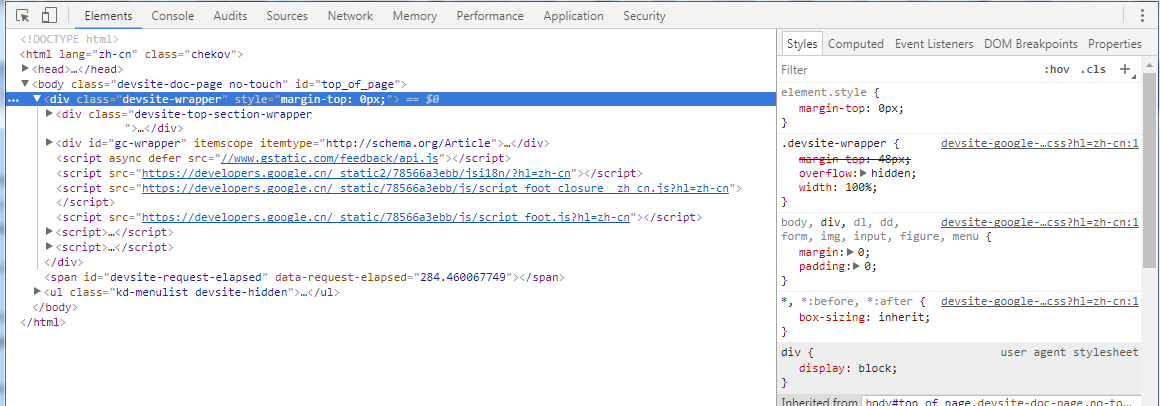 Elements Console Audits Sources Network Memory Performance Application Security
<!DOCTYPE html>
<html lang="zh-cn" class="chekov">
<head>…</head>
<body class="devsite-doc-page no-touch" id="top_of_page">
… <div class="devsite-wrapper" style="margin-top: 0px;"> == $0
<div class="devsite-top-section-wrapper
">…</div>
<div id="gc-wrapper" itemscope itemtype="http://schema.org/Article">…</div>
<script async defer src="//www.gstatic.com/feedback/api.js"></script>
<script src="https://developers.google.cn/_static2/78566a3ebb/jsi18n/?hl=zh-cn"></script>
<script src="https://developers.google.cn/_static/78566a3ebb/js/script_foot_closure__zh_cn.js?hl=zh-cn">
</script>
<script src="https://developers.google.cn/_static/78566a3ebb/js/script_foot.js?hl=zh-cn"></script>
<script>…</script>
<script>…</script>
</div>
<span id="devsite-request-elapsed" data-request-elapsed="284.460067749"></span>
<ul class="kd-menulist devsite-hidden">…</ul>
</body>
</html>
Styles Computed Event Listeners DOM Breakpoints Properties
Filter :hov .cls +
element.style {
margin-top: 0px;
}
.devsite-wrapper { devsite-google-…css?hl=zh-cn:1
margin-top: 48px;
overflow: hidden;
width: 100%;
}
body, div, dl, dd, devsite-google-…css?hl=zh-cn:1
form, img, input, figure, menu {
margin: 0;
padding: 0;
}
*, *:before, *:after { devsite-google-…css?hl=zh-cn:1
box-sizing: inherit;
}
div { user agent stylesheet
display: block;
}
Inherited from body#top_of_page.devsite-doc-page.no-to…